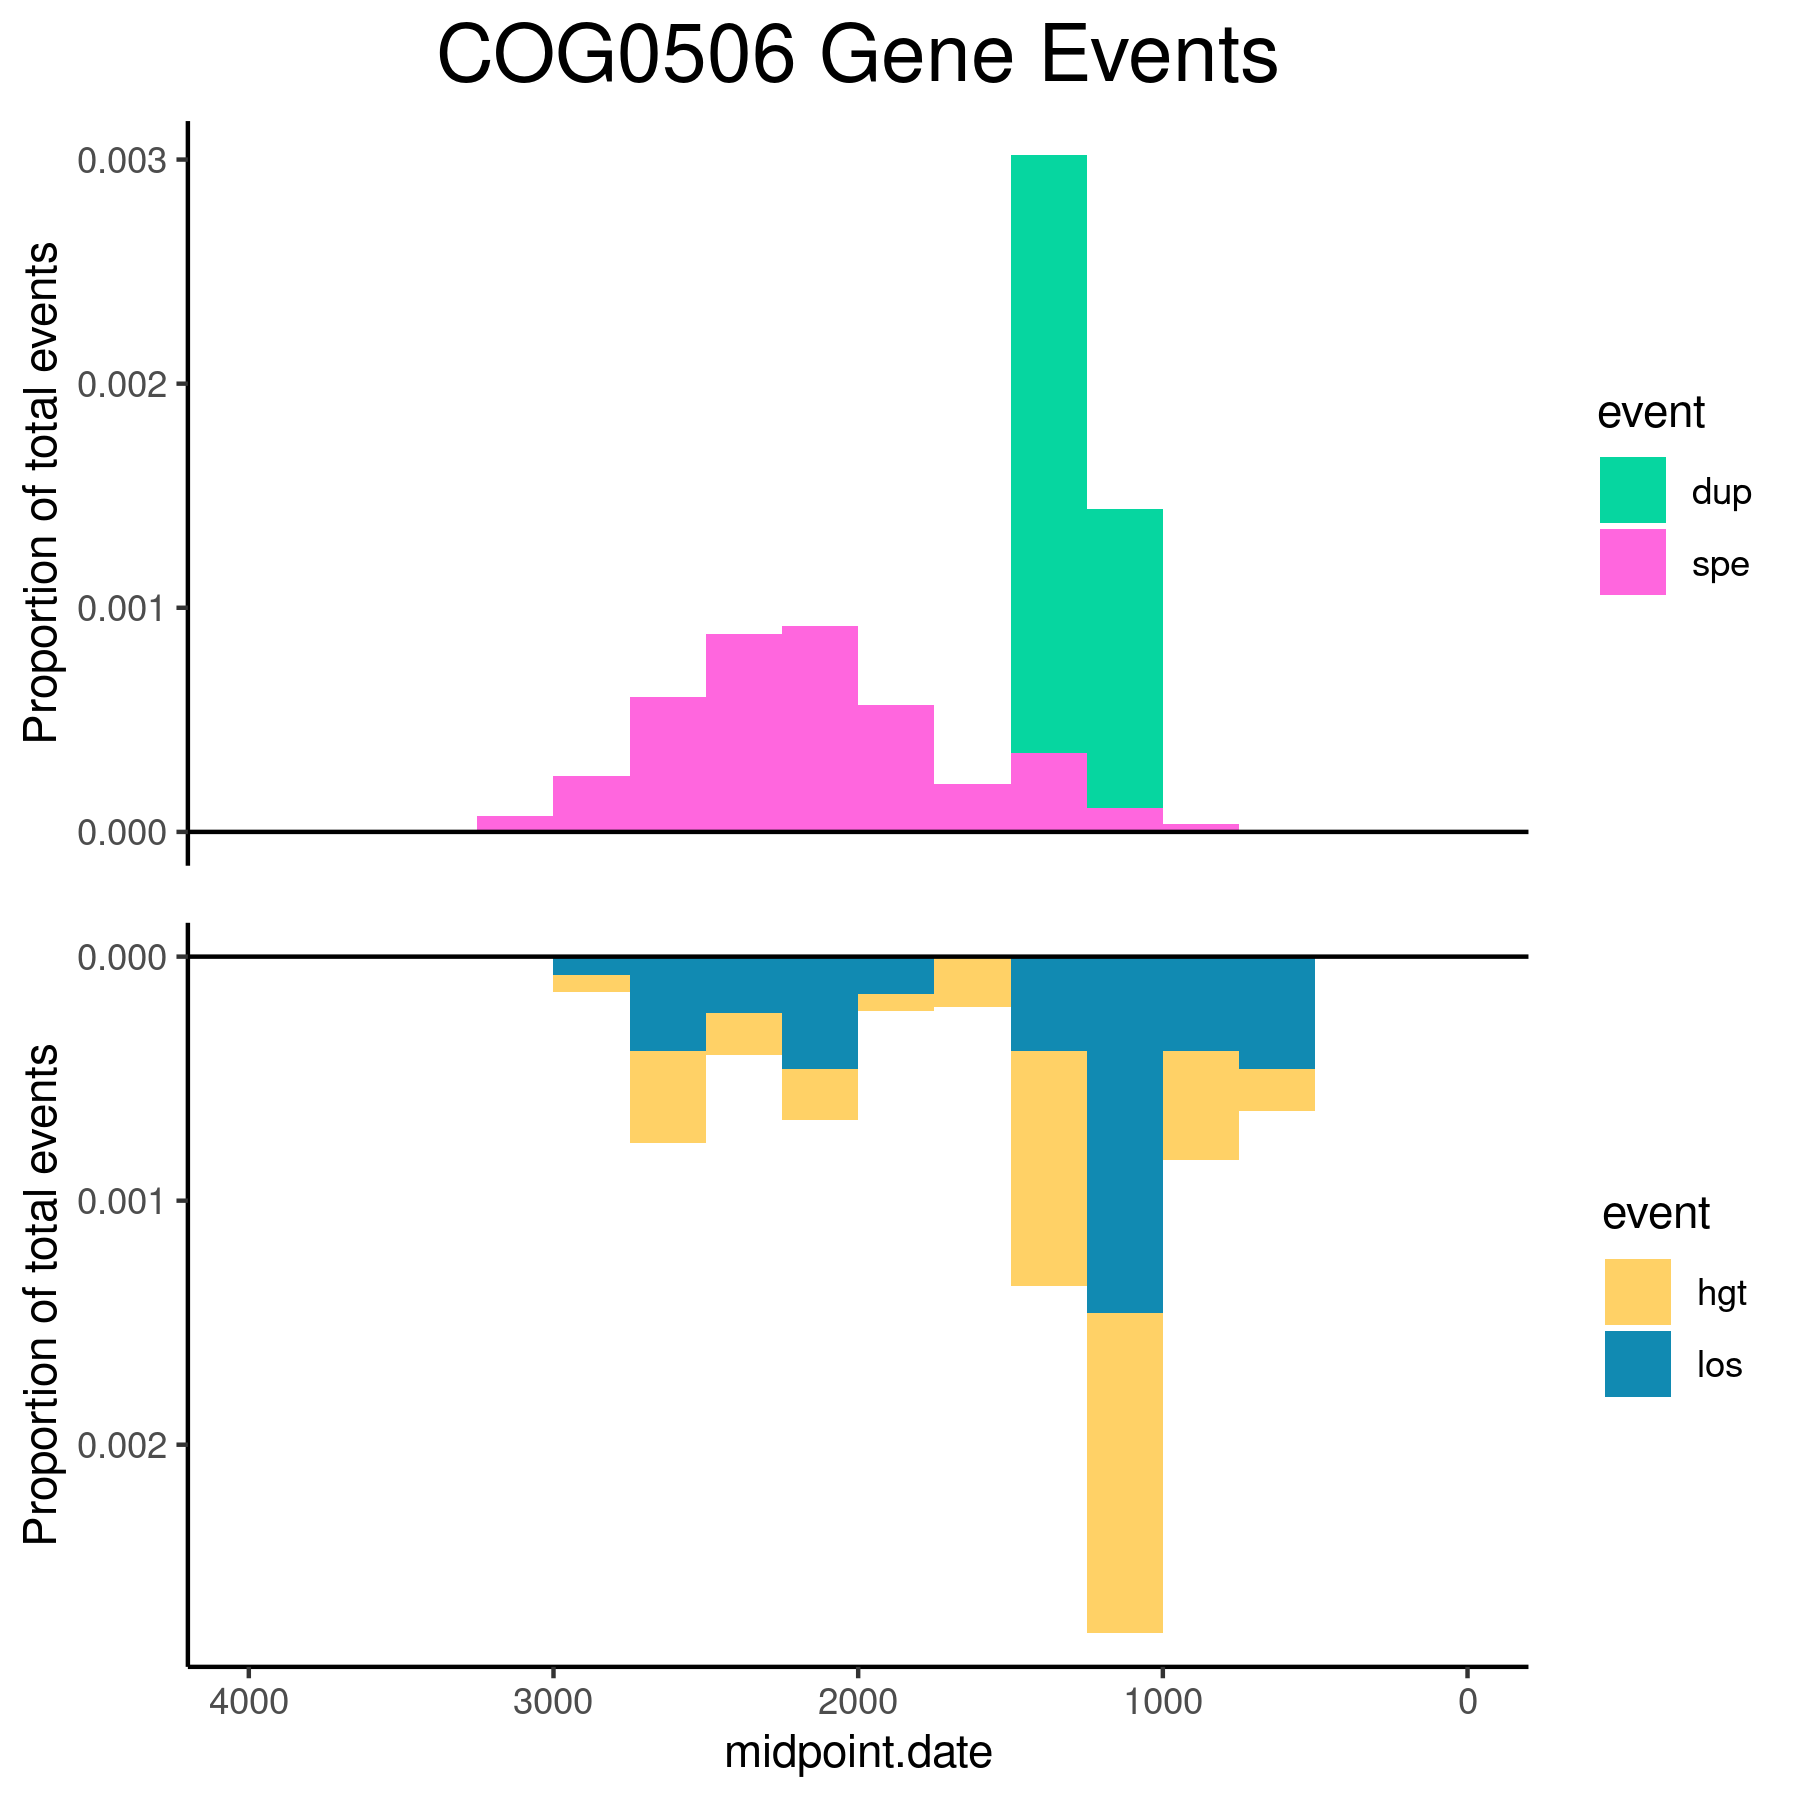 COG0506 Gene Events
Proportion of total events
0.003
0.002
0.001
0.000
event
dup
spe
Proportion of total events
0.000
0.001
0.002
event
hgt
los
4000 3000 2000 1000 0
midpoint.date